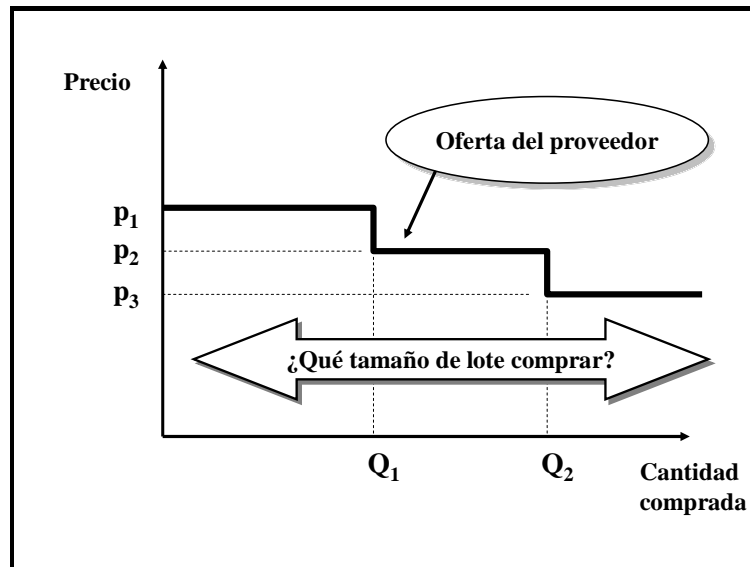 Precio
Oferta del proveedor
p₁
p₂
p₃
¿Qué tamaño de lote comprar?
Q₁
Q₂
Cantidad
comprada